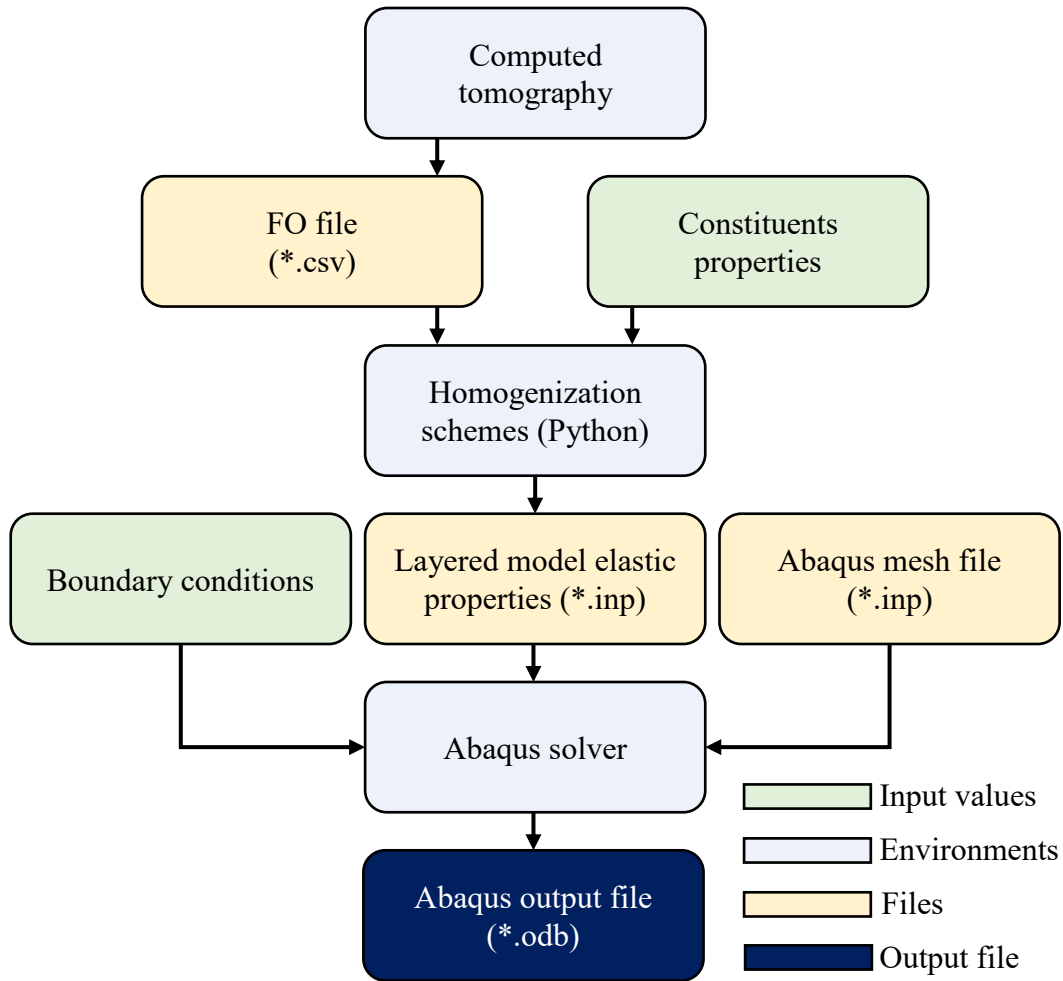 Computed
tomography
FO file
(*.csv)
Constituents
properties
Homogenization
schemes (Python)
Boundary conditions
Layered model elastic
properties (*.inp)
Abaqus mesh file
(*.inp)
Abaqus solver
Abaqus output file
(*.odb)
Input values
Environments
Files
Output file